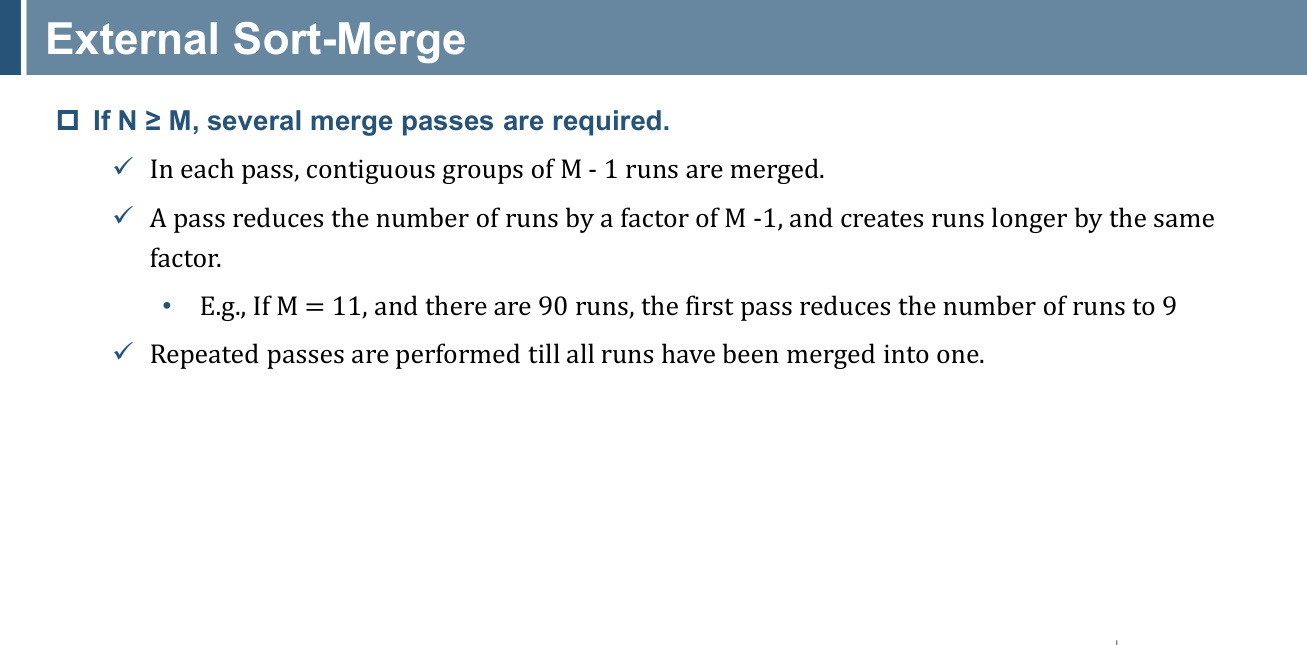 External Sort-Merge
If N ≥ M, several merge passes are required.
✓ In each pass, contiguous groups of M - 1 runs are merged.
✓ A pass reduces the number of runs by a factor of M -1, and creates runs longer by the same
factor.
• E.g., If M = 11, and there are 90 runs, the first pass reduces the number of runs to 9
✓ Repeated passes are performed till all runs have been merged into one.